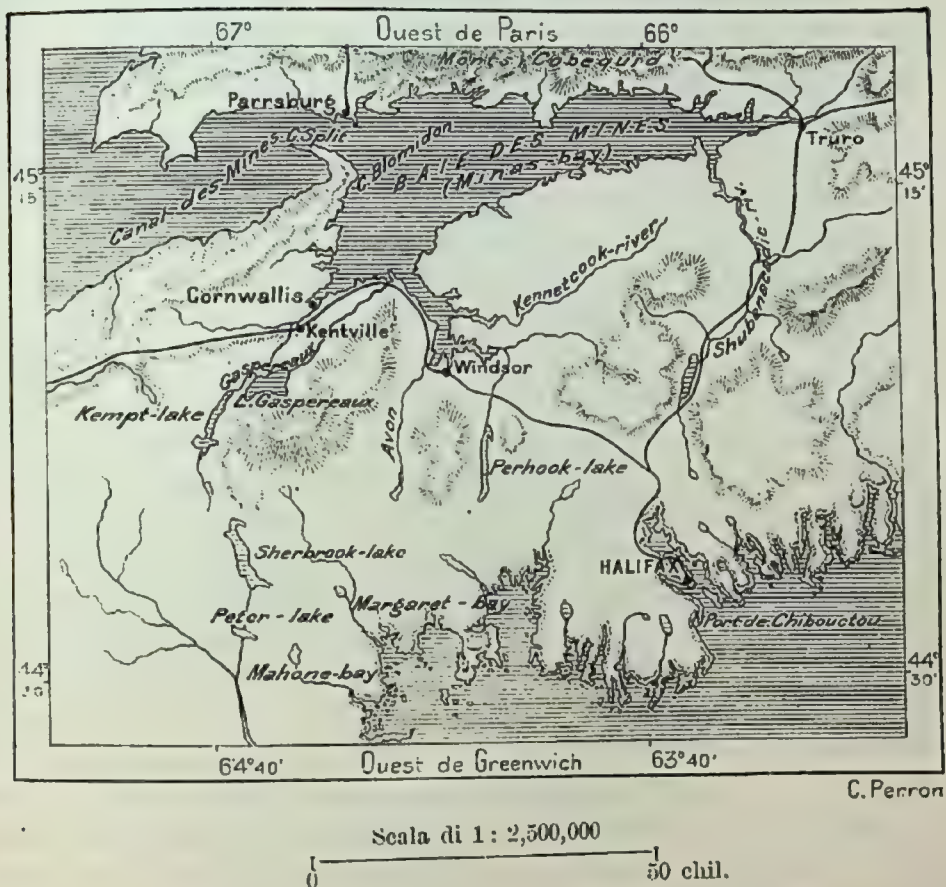 67° Ouest de Paris 66°
Monts Cobequid
Parrsburg
Truro
C. Split
C. Blomidon
BAIE DES MINES
(Minas-bay)
45° 15'
45° 15'
Canal-des-Mines
Kennetcook-river
Shubenacadie
Cornwallis
Kentville
Gaspereaux
Windsor
L. Gaspereaux
Kempt-lake
Avon
Perhook-lake
Sherbrook-lake
HALIFAX
Margaret-bay
Peter-lake
Port de Chibouctou
Mahone-bay
44° 30'
44° 30'
64° 40' Ouest de Greenwich 63° 40'
C. Perron
Scala di 1 : 2,500,000
0 50 chil.